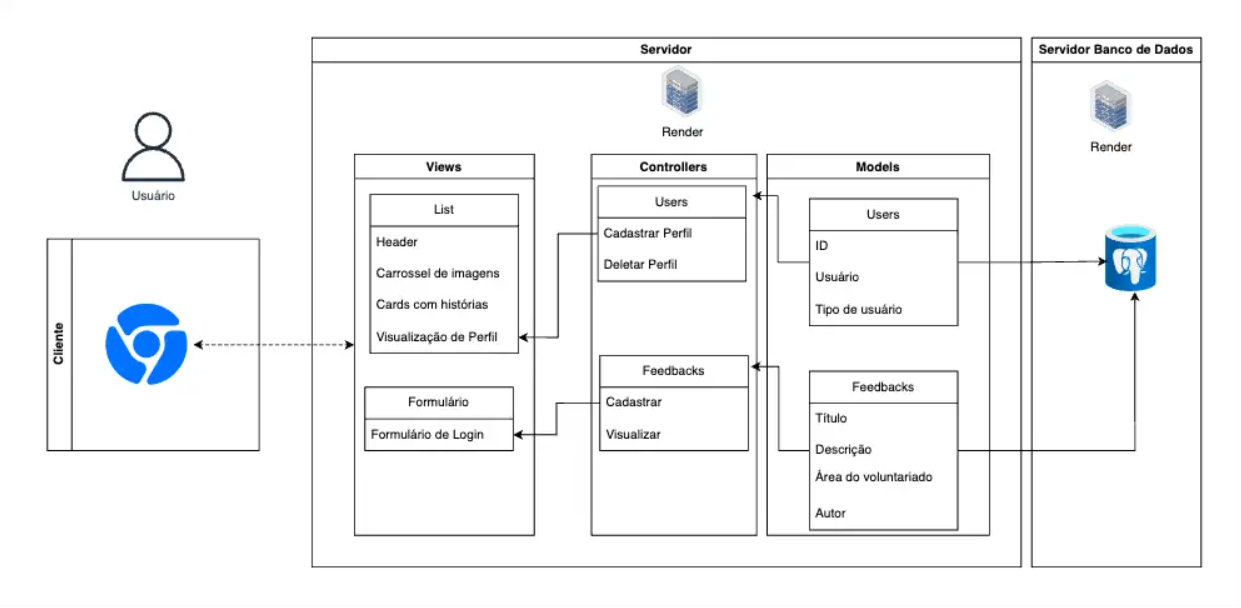 Servidor
Servidor Banco de Dados
Render
Render
Usuário
Cliente
Views
List
Header
Carrossel de imagens
Cards com histórias
Visualização de Perfil
Formulário
Formulário de Login
Controllers
Users
Cadastrar Perfil
Deletar Perfil
Feedbacks
Cadastrar
Visualizar
Models
Users
ID
Usuário
Tipo de usuário
Feedbacks
Título
Descrição
Área do voluntariado
Autor